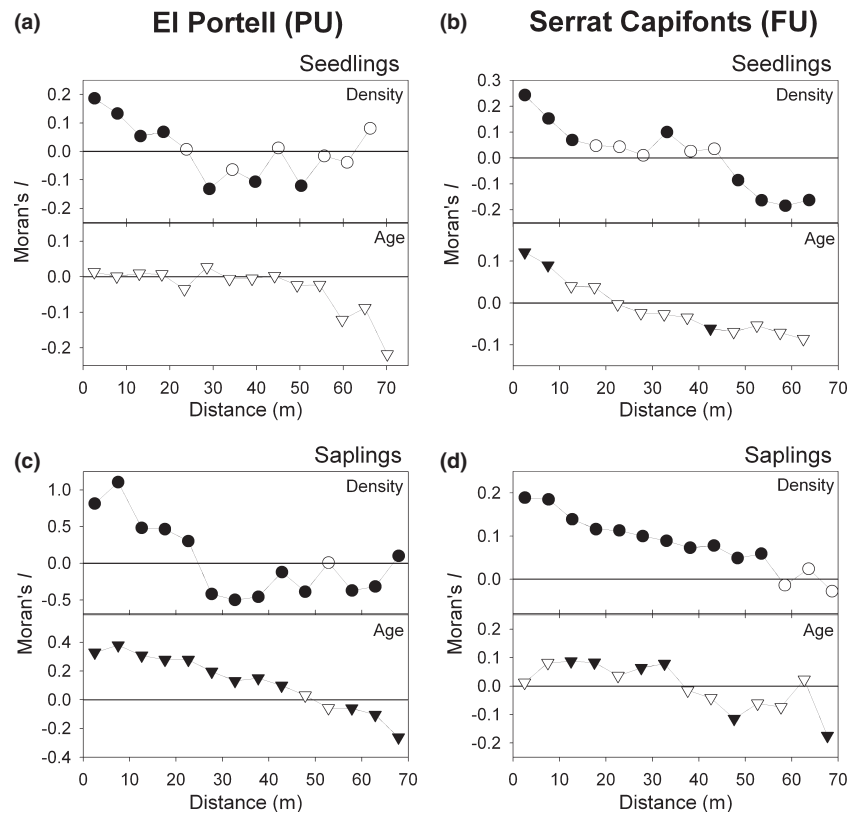 (a) El Portell (PU)
Seedlings
Density
0.2
0.1
0.0
-0.1
-0.2
Age
0.1
0.0
-0.1
-0.2
Moran's I
0 10 20 30 40 50 60 70
Distance (m)
(b) Serrat Capifonts (FU)
Seedlings
Density
0.3
0.2
0.1
0.0
-0.1
-0.2
Age
0.1
0.0
-0.1
Moran's I
0 10 20 30 40 50 60 70
Distance (m)
(c)
Saplings
Density
1.0
0.5
0.0
-0.5
Age
0.4
0.2
0.0
-0.2
-0.4
Moran's I
0 10 20 30 40 50 60 70
Distance (m)
(d)
Saplings
Density
0.2
0.1
0.0
Age
0.2
0.1
0.0
-0.1
-0.2
Moran's I
0 10 20 30 40 50 60 70
Distance (m)